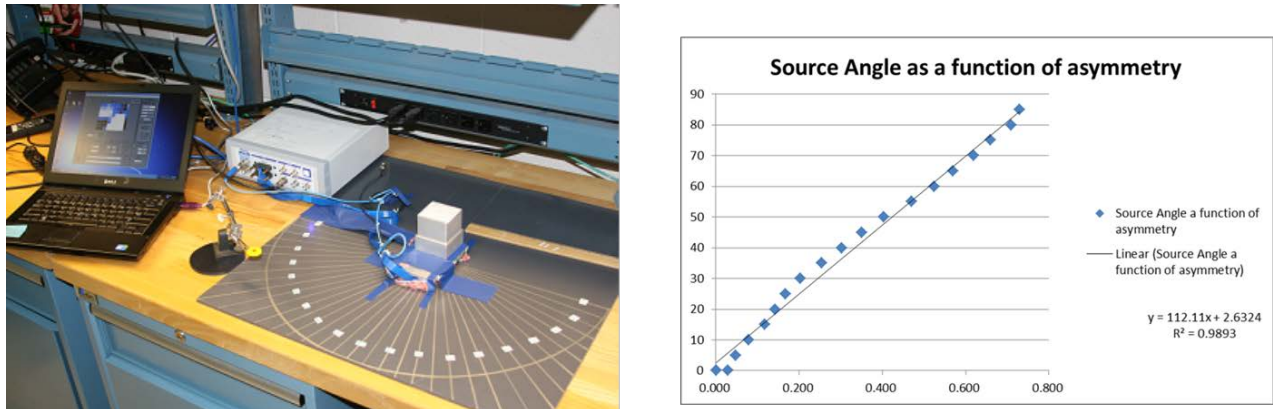 DELL
Source Angle as a function of asymmetry
90
80
70
60
50
40
30
20
10
0
0.000 0.200 0.400 0.600 0.800
Source Angle a function of
asymmetry
Linear (Source Angle a
function of asymmetry)
y = 112.11x + 2.6324
R² = 0.9893